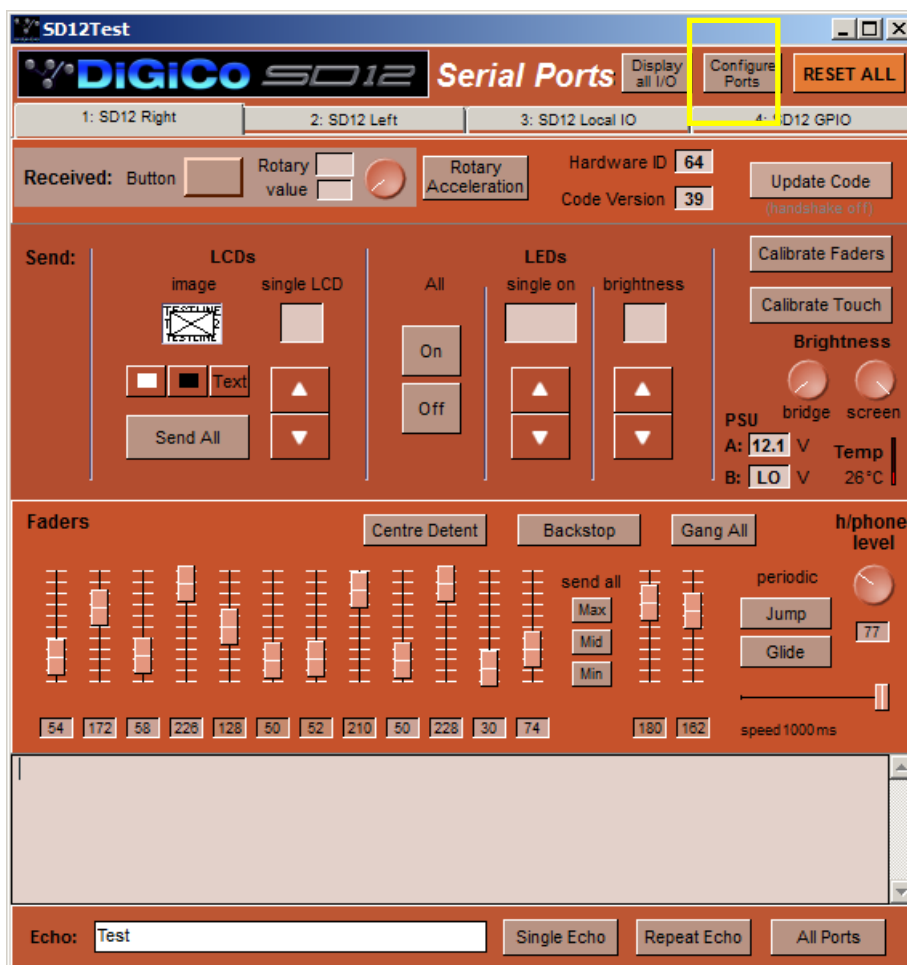 SD12Test
DiGiCo SD12 Serial Ports Display all I/O Configure Ports RESET ALL
1: SD12 Right 2: SD12 Left 3: SD12 Local IO 4: SD12 GPIO
Received: Button Rotary value Rotary Acceleration
Hardware ID 64
Code Version 39
Update Code
(handshake off)
Send:
LCDs
image single LCD
TESTLINE
TESTLINE
Text
Send All
LEDs
All single on brightness
On
Off
Calibrate Faders
Calibrate Touch
Brightness
bridge screen
PSU
A: 12.1 V
B: LO V
Temp
26°C
Faders
Centre Detent Backstop Gang All
h/phone
level
77
send all
Max
Mid
Min
periodic
Jump
Glide
54 172 58 226 128 50 52 210 50 228 30 74 180 162
speed 1000 ms
Echo: Test Single Echo Repeat Echo All Ports